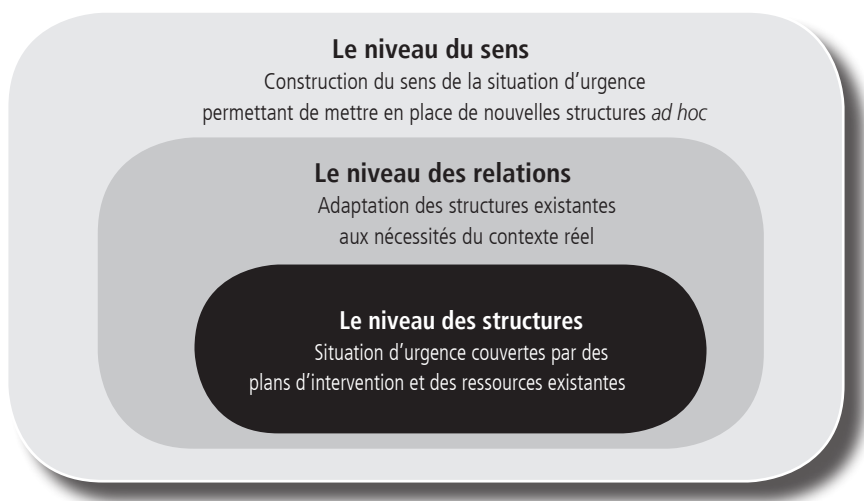 Le niveau du sens
Construction du sens de la situation d’urgence
permettant de mettre en place de nouvelles structures ad hoc
Le niveau des relations
Adaptation des structures existantes
aux nécessités du contexte réel
Le niveau des structures
Situation d’urgence couvertes par des
plans d’intervention et des ressources existantes